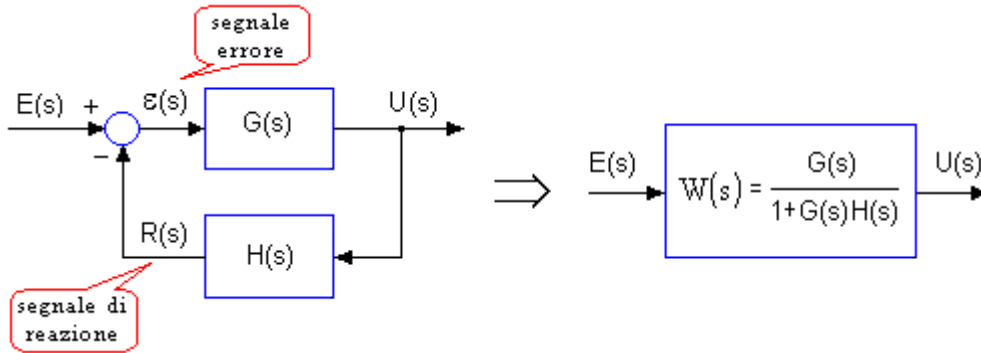 segnale
errore
E(s)
+
ε(s)
G(s)
U(s)
−
R(s)
H(s)
segnale di
reazione
⇒
E(s)
W(s) = G(s) / 1+G(s)H(s)
U(s)